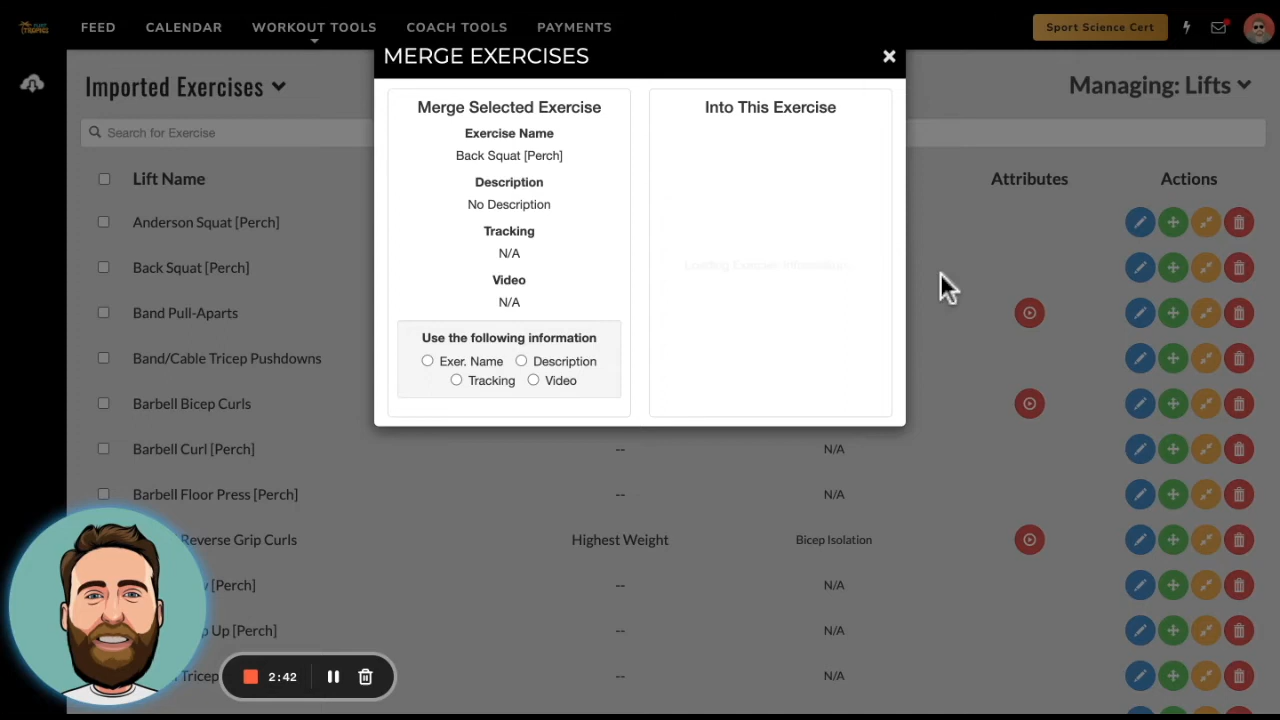 FEED CALENDAR WORKOUT TOOLS COACH TOOLS PAYMENTS Sport Science Cert
MERGE EXERCISES
Imported Exercises
Managing: Lifts
Search for Exercise
Merge Selected Exercise
Exercise Name
Back Squat [Perch]
Description
No Description
Tracking
N/A
Video
N/A
Use the following information
Exer. Name Description
Tracking Video
Into This Exercise
Loading Exercise Information...
Lift Name Attributes Actions
Anderson Squat [Perch]
Back Squat [Perch]
Band Pull-Aparts
Band/Cable Tricep Pushdowns
Barbell Bicep Curls
Barbell Curl [Perch] -- N/A
Barbell Floor Press [Perch] -- N/A
Reverse Grip Curls Highest Weight Bicep Isolation
[Perch] -- N/A
Up [Perch] -- N/A
Tricep -- N/A
2:42